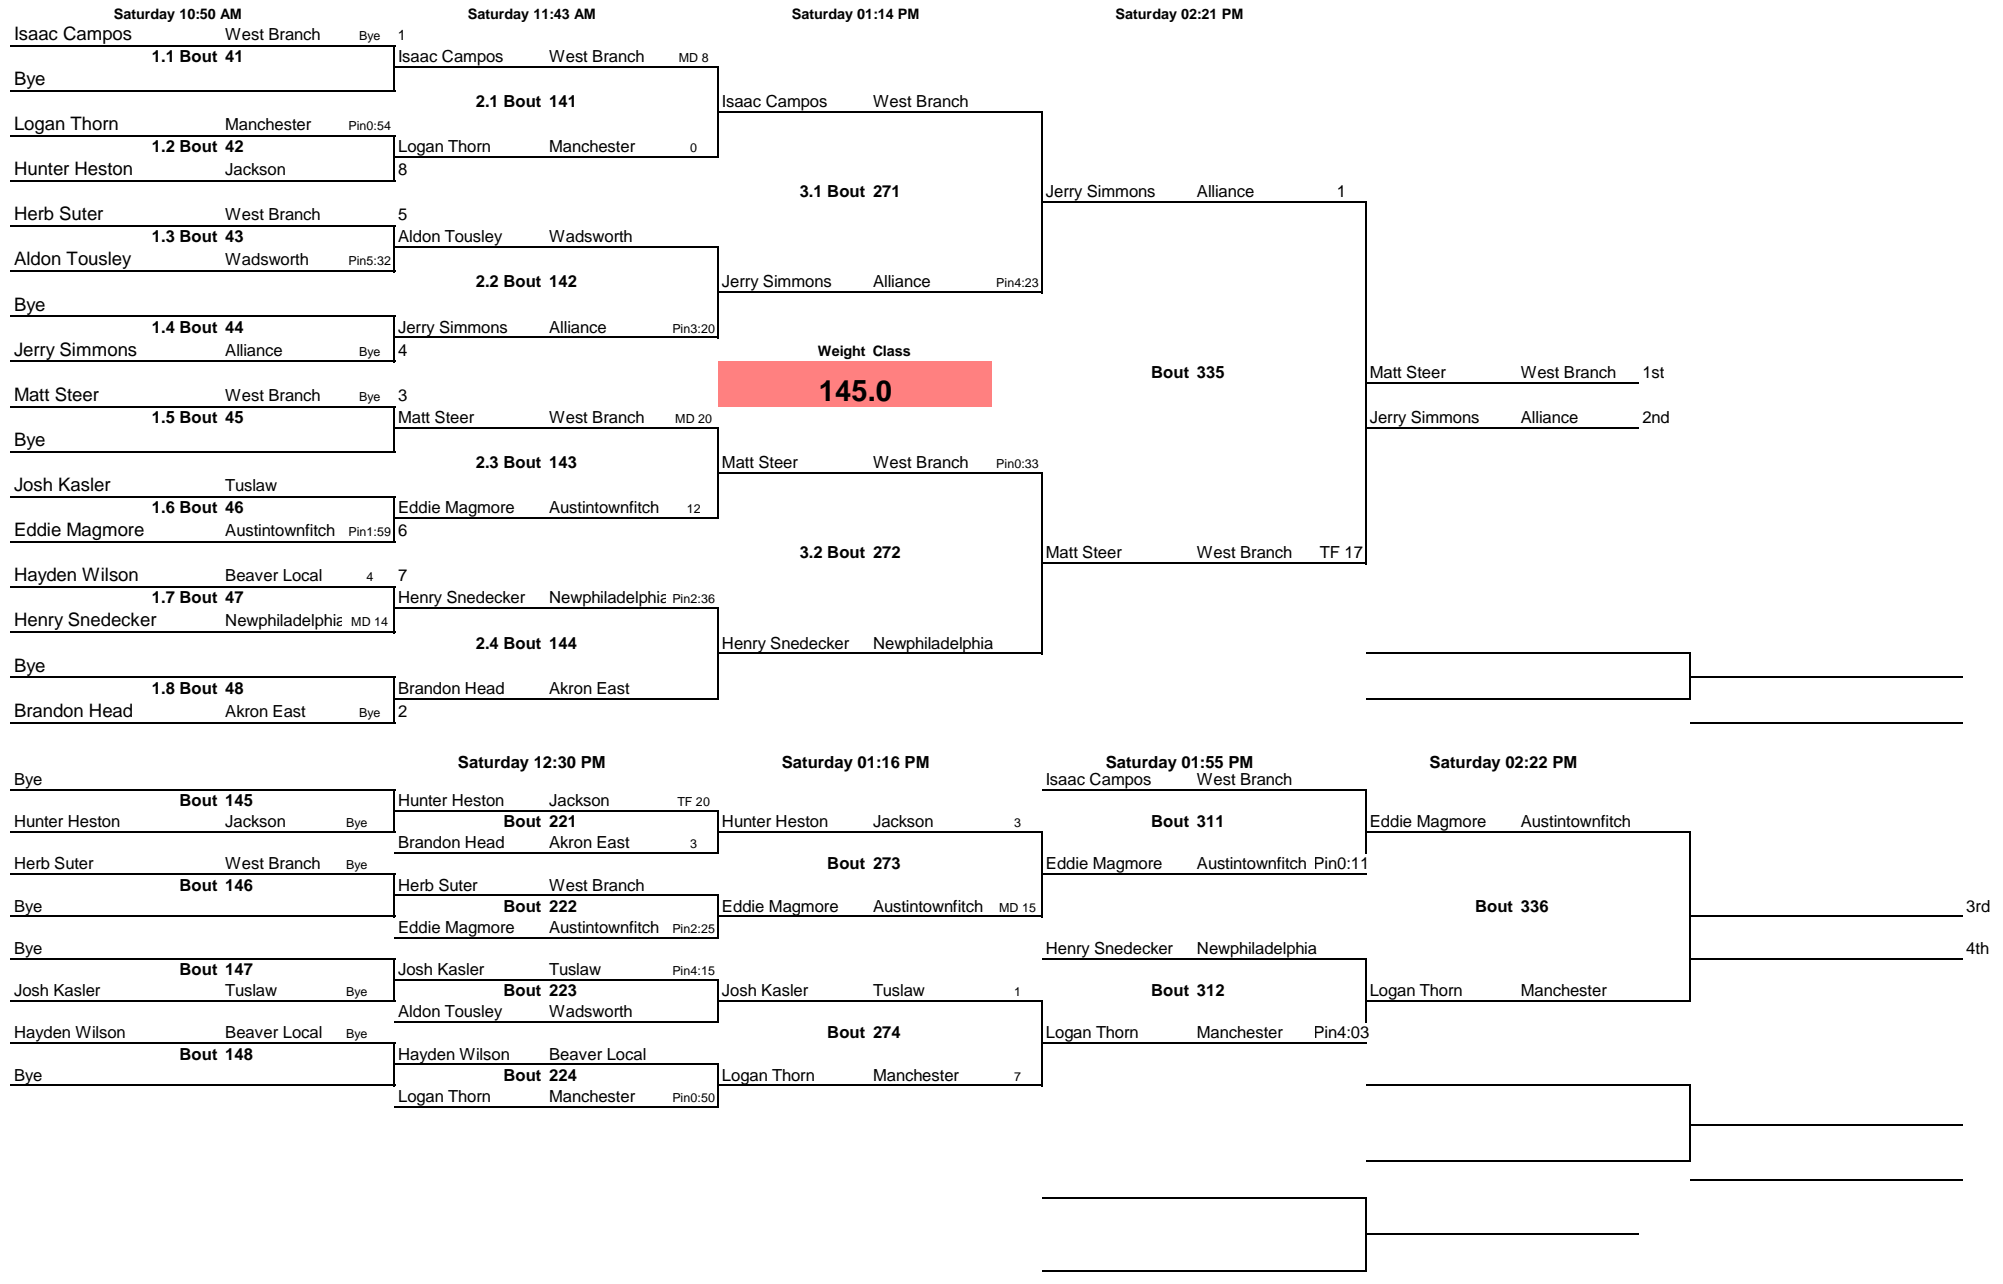 Saturday 10:50 AM Saturday 11:43 AM Saturday 01:14 PM Saturday 02:21 PM
Isaac Campos West Branch Bye 1
1.1 Bout 41 Isaac Campos West Branch MD 8
Bye
2.1 Bout 141 Isaac Campos West Branch
Logan Thorn Manchester Pin0:54
1.2 Bout 42 Logan Thorn Manchester 0
Hunter Heston Jackson 8
3.1 Bout 271 Jerry Simmons Alliance 1
Herb Suter West Branch 5
1.3 Bout 43 Aldon Tousley Wadsworth
Aldon Tousley Wadsworth Pin5:32
2.2 Bout 142 Jerry Simmons Alliance Pin4:23
Bye
1.4 Bout 44 Jerry Simmons Alliance Pin3:20
Jerry Simmons Alliance Bye 4 Weight Class
Bout 335 Matt Steer West Branch 1st
Matt Steer West Branch Bye 3 145.0
1.5 Bout 45 Matt Steer West Branch MD 20 Jerry Simmons Alliance 2nd
Bye
2.3 Bout 143 Matt Steer West Branch Pin0:33
Josh Kasler Tuslaw
1.6 Bout 46 Eddie Magmore Austintownfitch 12
Eddie Magmore Austintownfitch Pin1:59 6
3.2 Bout 272 Matt Steer West Branch TF 17
Hayden Wilson Beaver Local 4 7
1.7 Bout 47 Henry Snedecker Newphiladelphia Pin2:36
Henry Snedecker Newphiladelphia MD 14
2.4 Bout 144 Henry Snedecker Newphiladelphia
Bye
1.8 Bout 48 Brandon Head Akron East
Brandon Head Akron East Bye 2
Saturday 12:30 PM Saturday 01:16 PM Saturday 01:55 PM Saturday 02:22 PM
Bye Isaac Campos West Branch
Bout 145 Hunter Heston Jackson TF 20
Hunter Heston Jackson Bye Bout 221 Hunter Heston Jackson 3 Bout 311 Eddie Magmore Austintownfitch
Brandon Head Akron East 3
Herb Suter West Branch Bye Bout 273 Eddie Magmore Austintownfitch Pin0:11
Bout 146 Herb Suter West Branch
Bye Bout 222 Eddie Magmore Austintownfitch MD 15 Bout 336 3rd
Eddie Magmore Austintownfitch Pin2:25
Bye Henry Snedecker Newphiladelphia 4th
Bout 147 Josh Kasler Tuslaw Pin4:15
Josh Kasler Tuslaw Bye Bout 223 Josh Kasler Tuslaw 1 Bout 312 Logan Thorn Manchester
Aldon Tousley Wadsworth
Hayden Wilson Beaver Local Bye Bout 274 Logan Thorn Manchester Pin4:03
Bout 148 Hayden Wilson Beaver Local
Bye Bout 224 Logan Thorn Manchester 7
Logan Thorn Manchester Pin0:50